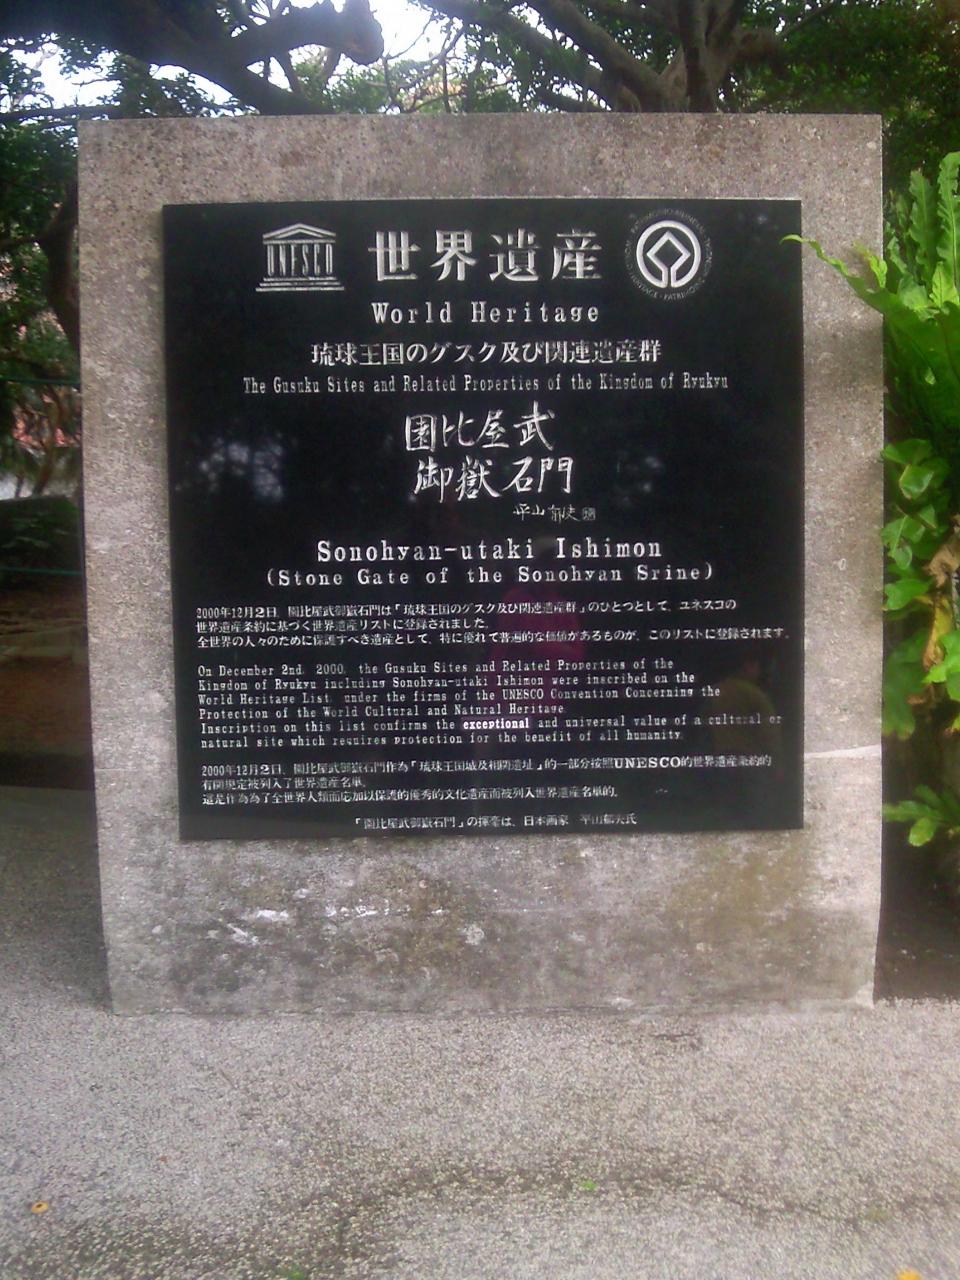 UNESCO
世界遺産
World Heritage
琉球王国のグスク及び関連遺産群
The Gusuku Sites and Related Properties of the Kingdom of Ryukyu
園比屋武
御嶽石門
平山郁夫
Sonohyan-utaki Ishimon
(Stone Gate of the Sonohyan Srine)
2000年12月2日、園比屋武御嶽石門は「琉球王国のグスク及び関連遺産群」のひとつとして、ユネスコの
世界遺産条約に基づく世界遺産リストに登録されました。
全世界の人々のために保護すべき遺産として、特に優れて普遍的な価値があるものが、このリストに登録されます。
On December 2nd, 2000, the Gusuku Sites and Related Properties of the
Kingdom of Ryukyu including Sonohyan-utaki Ishimon were inscribed on the
World Heritage List under the firms of the UNESCO Convention Concerning the
Protection of the World Cultural and Natural Heritage.
Inscription on this list confirms the exceptional and universal value of a cultural or
natural site which requires protection for the benefit of all humanity.
2000年12月2日、園比屋武御嶽石門作為「琉球王国城及相関遺址」的一部分按照UNESCO的世界遺産条約的
有関規定被列入了世界遺産名單。
這是作為為了全世界人類而応加以保護的優秀的文化遺産而被列入世界遺産名單的。
「園比屋武御嶽石門」の揮毫は、日本画家 平山郁夫氏